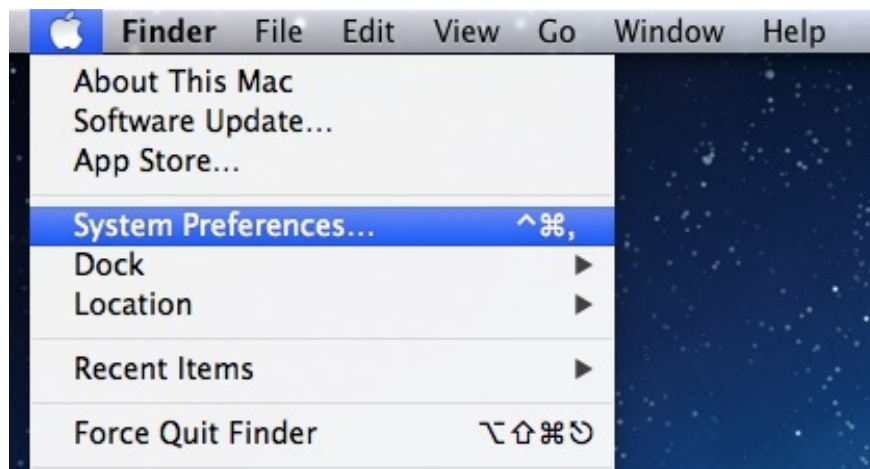 Finder File Edit View Go Window Help
About This Mac
Software Update...
App Store...
System Preferences... ^⌘,
Dock ▶
Location ▶
Recent Items ▶
Force Quit Finder ⌥⇧⌘⎋